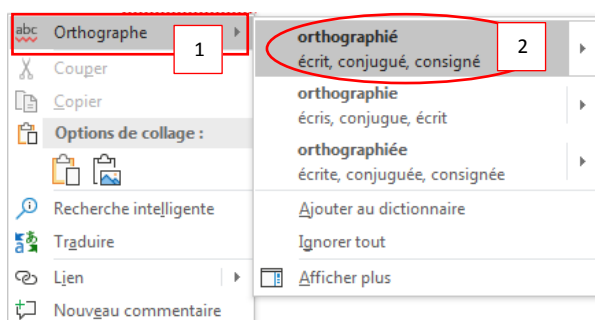 abc Orthographe
1
Couper
Copier
Options de collage :
Recherche intelligente
Traduire
Lien
Nouveau commentaire
orthographié
écrit, conjugué, consigné
2
orthographie
écris, conjugue, écrit
orthographiée
écrite, conjuguée, consignée
Ajouter au dictionnaire
Ignorer tout
Afficher plus